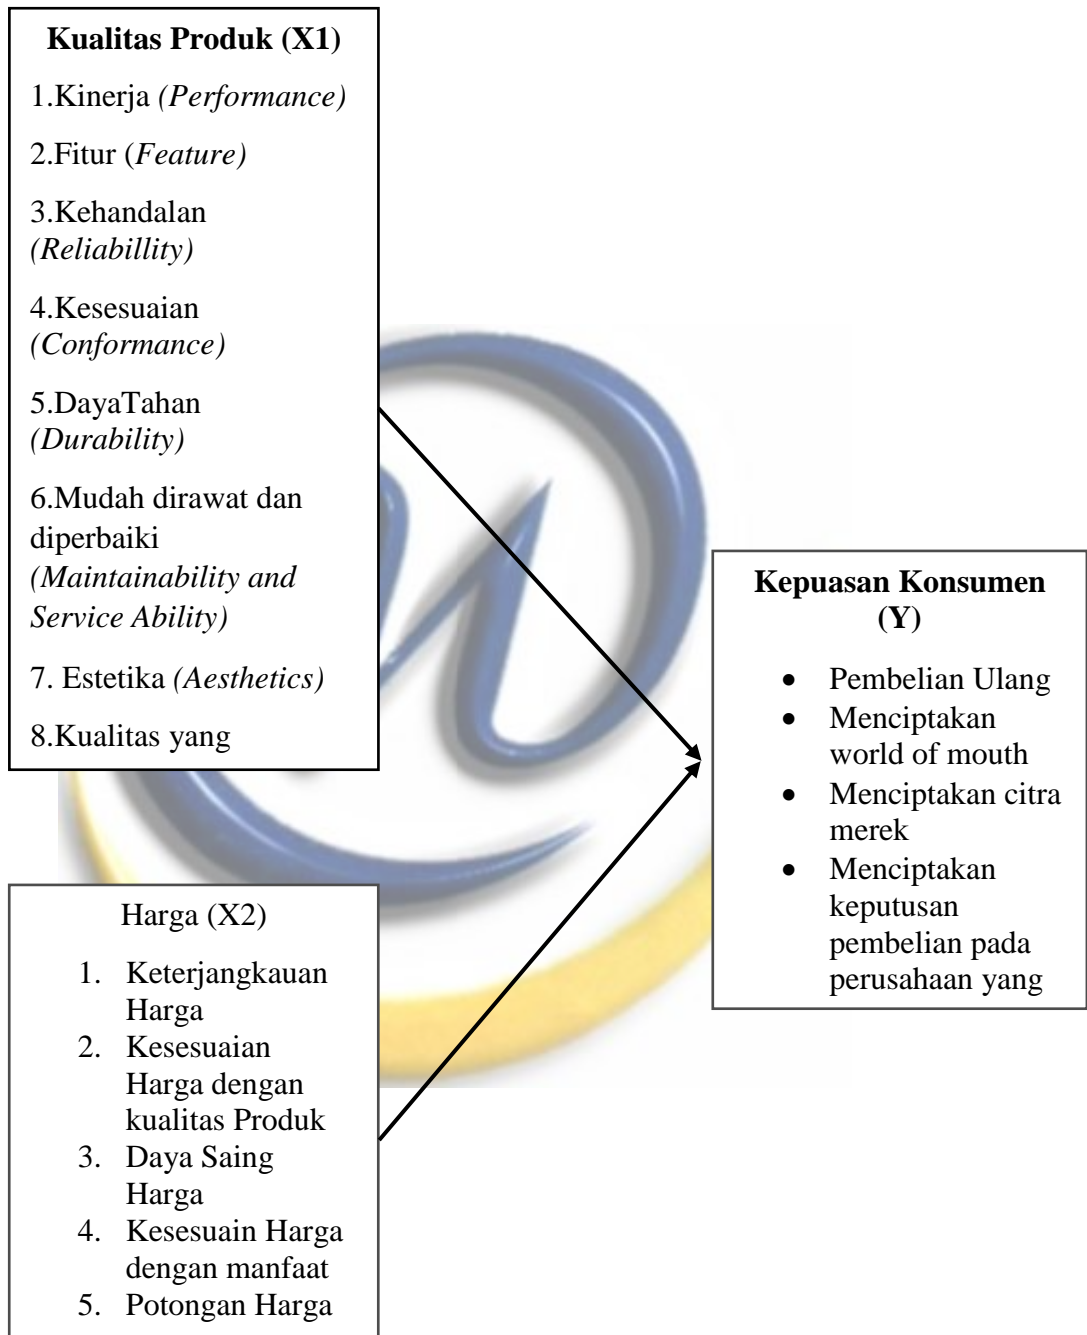 Kualitas Produk (X1)
1.Kinerja (Performance)
2.Fitur (Feature)
3.Kehandalan
(Reliabillity)
4.Kesesuaian
(Conformance)
5.DayaTahan
(Durability)
6.Mudah dirawat dan
diperbaiki
(Maintainability and
Service Ability)
7. Estetika (Aesthetics)
8.Kualitas yang
Kepuasan Konsumen
(Y)
• Pembelian Ulang
• Menciptakan
world of mouth
• Menciptakan citra
merek
• Menciptakan
keputusan
pembelian pada
perusahaan yang
Harga (X2)
1. Keterjangkauan
Harga
2. Kesesuaian
Harga dengan
kualitas Produk
3. Daya Saing
Harga
4. Kesesuain Harga
dengan manfaat
5. Potongan Harga